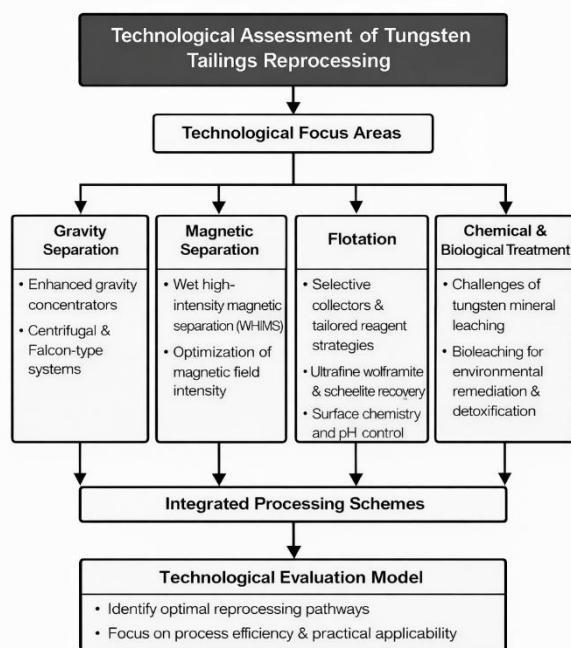 Technological Assessment of Tungsten
Tailings Reprocessing
Technological Focus Areas
Gravity
Separation
• Enhanced gravity
concentrators
• Centrifugal &
Falcon-type
systems
Magnetic
Separation
• Wet high-
intensity magnetic
separation (WHIMS)
• Optimization of
magnetic field
intensity
Flotation
• Selective
collectors &
tailored reagent
strategies
• Ultrafine wolframite
& scheelite recovery
• Surface chemistry
and pH control
Chemical &
Biological Treatment
• Challenges of
tungsten mineral
leaching
• Bioleaching for
environmental
remediation &
detoxification
Integrated Processing Schemes
Technological Evaluation Model
• Identify optimal reprocessing pathways
• Focus on process efficiency & practical applicability